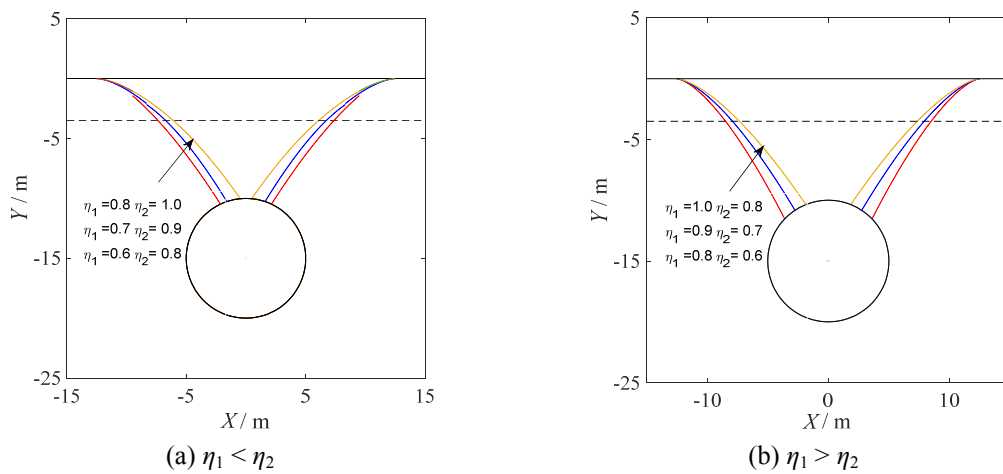 5
-5
-15
-25
Y / m
η1 =0.8 η2= 1.0
η1 =0.7 η2= 0.9
η1 =0.6 η2= 0.8
-15
-5
5
15
X / m
(a) η1 < η2
5
-5
-15
-25
Y / m
η1 =1.0 η2= 0.8
η1 =0.9 η2= 0.7
η1 =0.8 η2= 0.6
-10
0
10
X / m
(b) η1 > η2